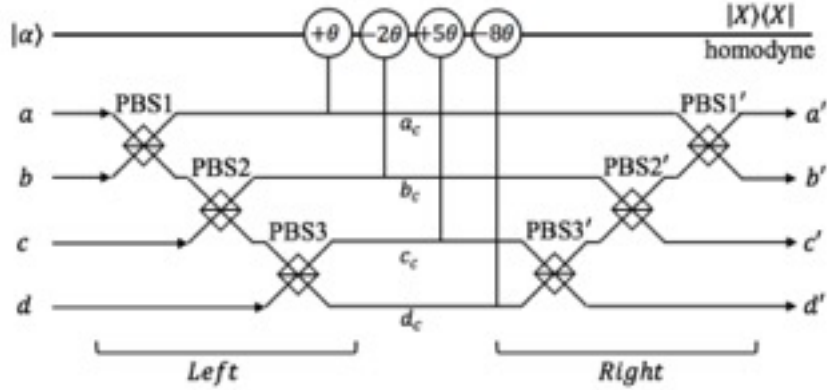 |α⟩ +θ −2θ +5θ −8θ |X⟩⟨X|
homodyne
a PBS1 a_c PBS1′ a′
b PBS2 b_c PBS2′ b′
c PBS3 c_c PBS3′ c′
d d_c d′
Left Right